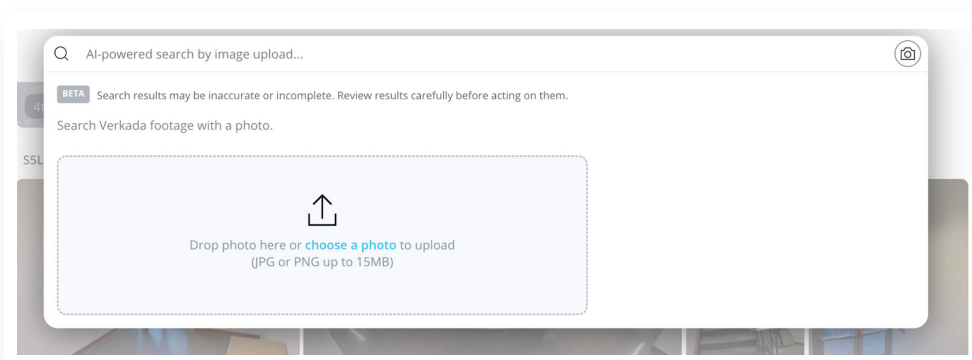 AI-powered search by image upload...
BETA Search results may be inaccurate or incomplete. Review results carefully before acting on them.
Search Verkada footage with a photo.
S5L
Drop photo here or choose a photo to upload
(JPG or PNG up to 15MB)